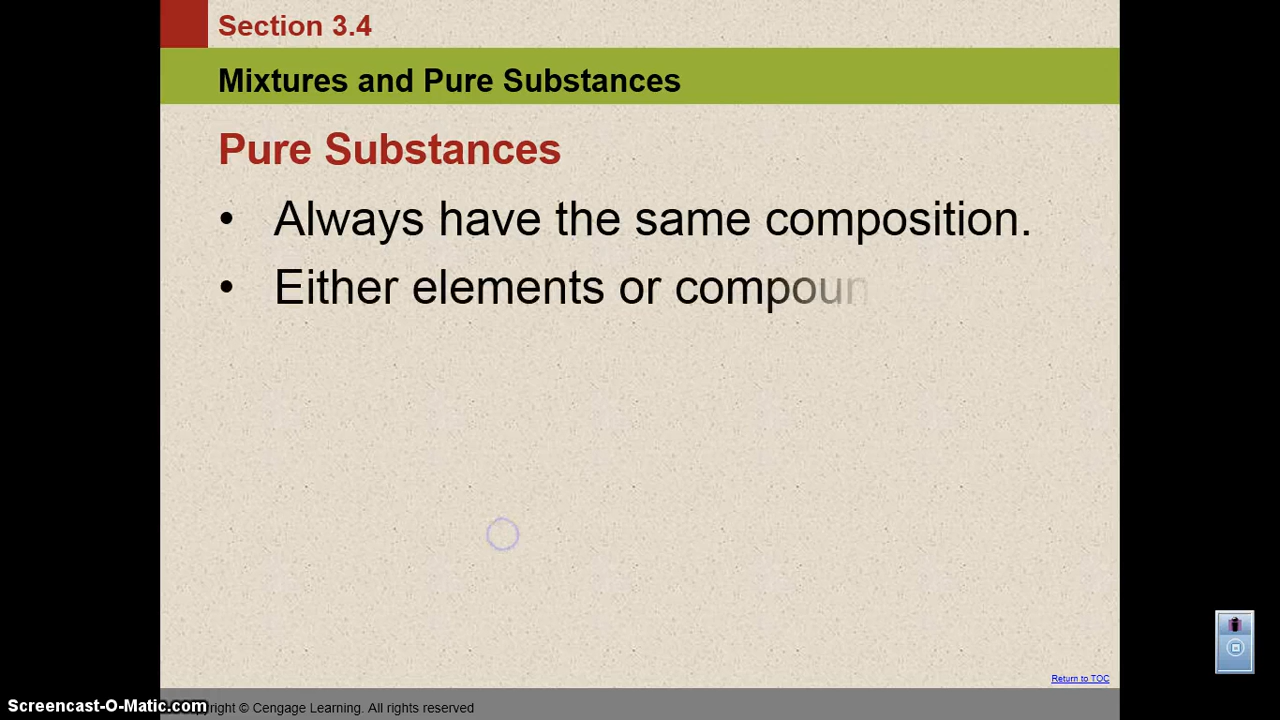 Section 3.4
Mixtures and Pure Substances
Pure Substances
• Always have the same composition.
• Either elements or compoun
Return to TOC
Screencast-O-Matic.com
right © Cengage Learning. All rights reserved